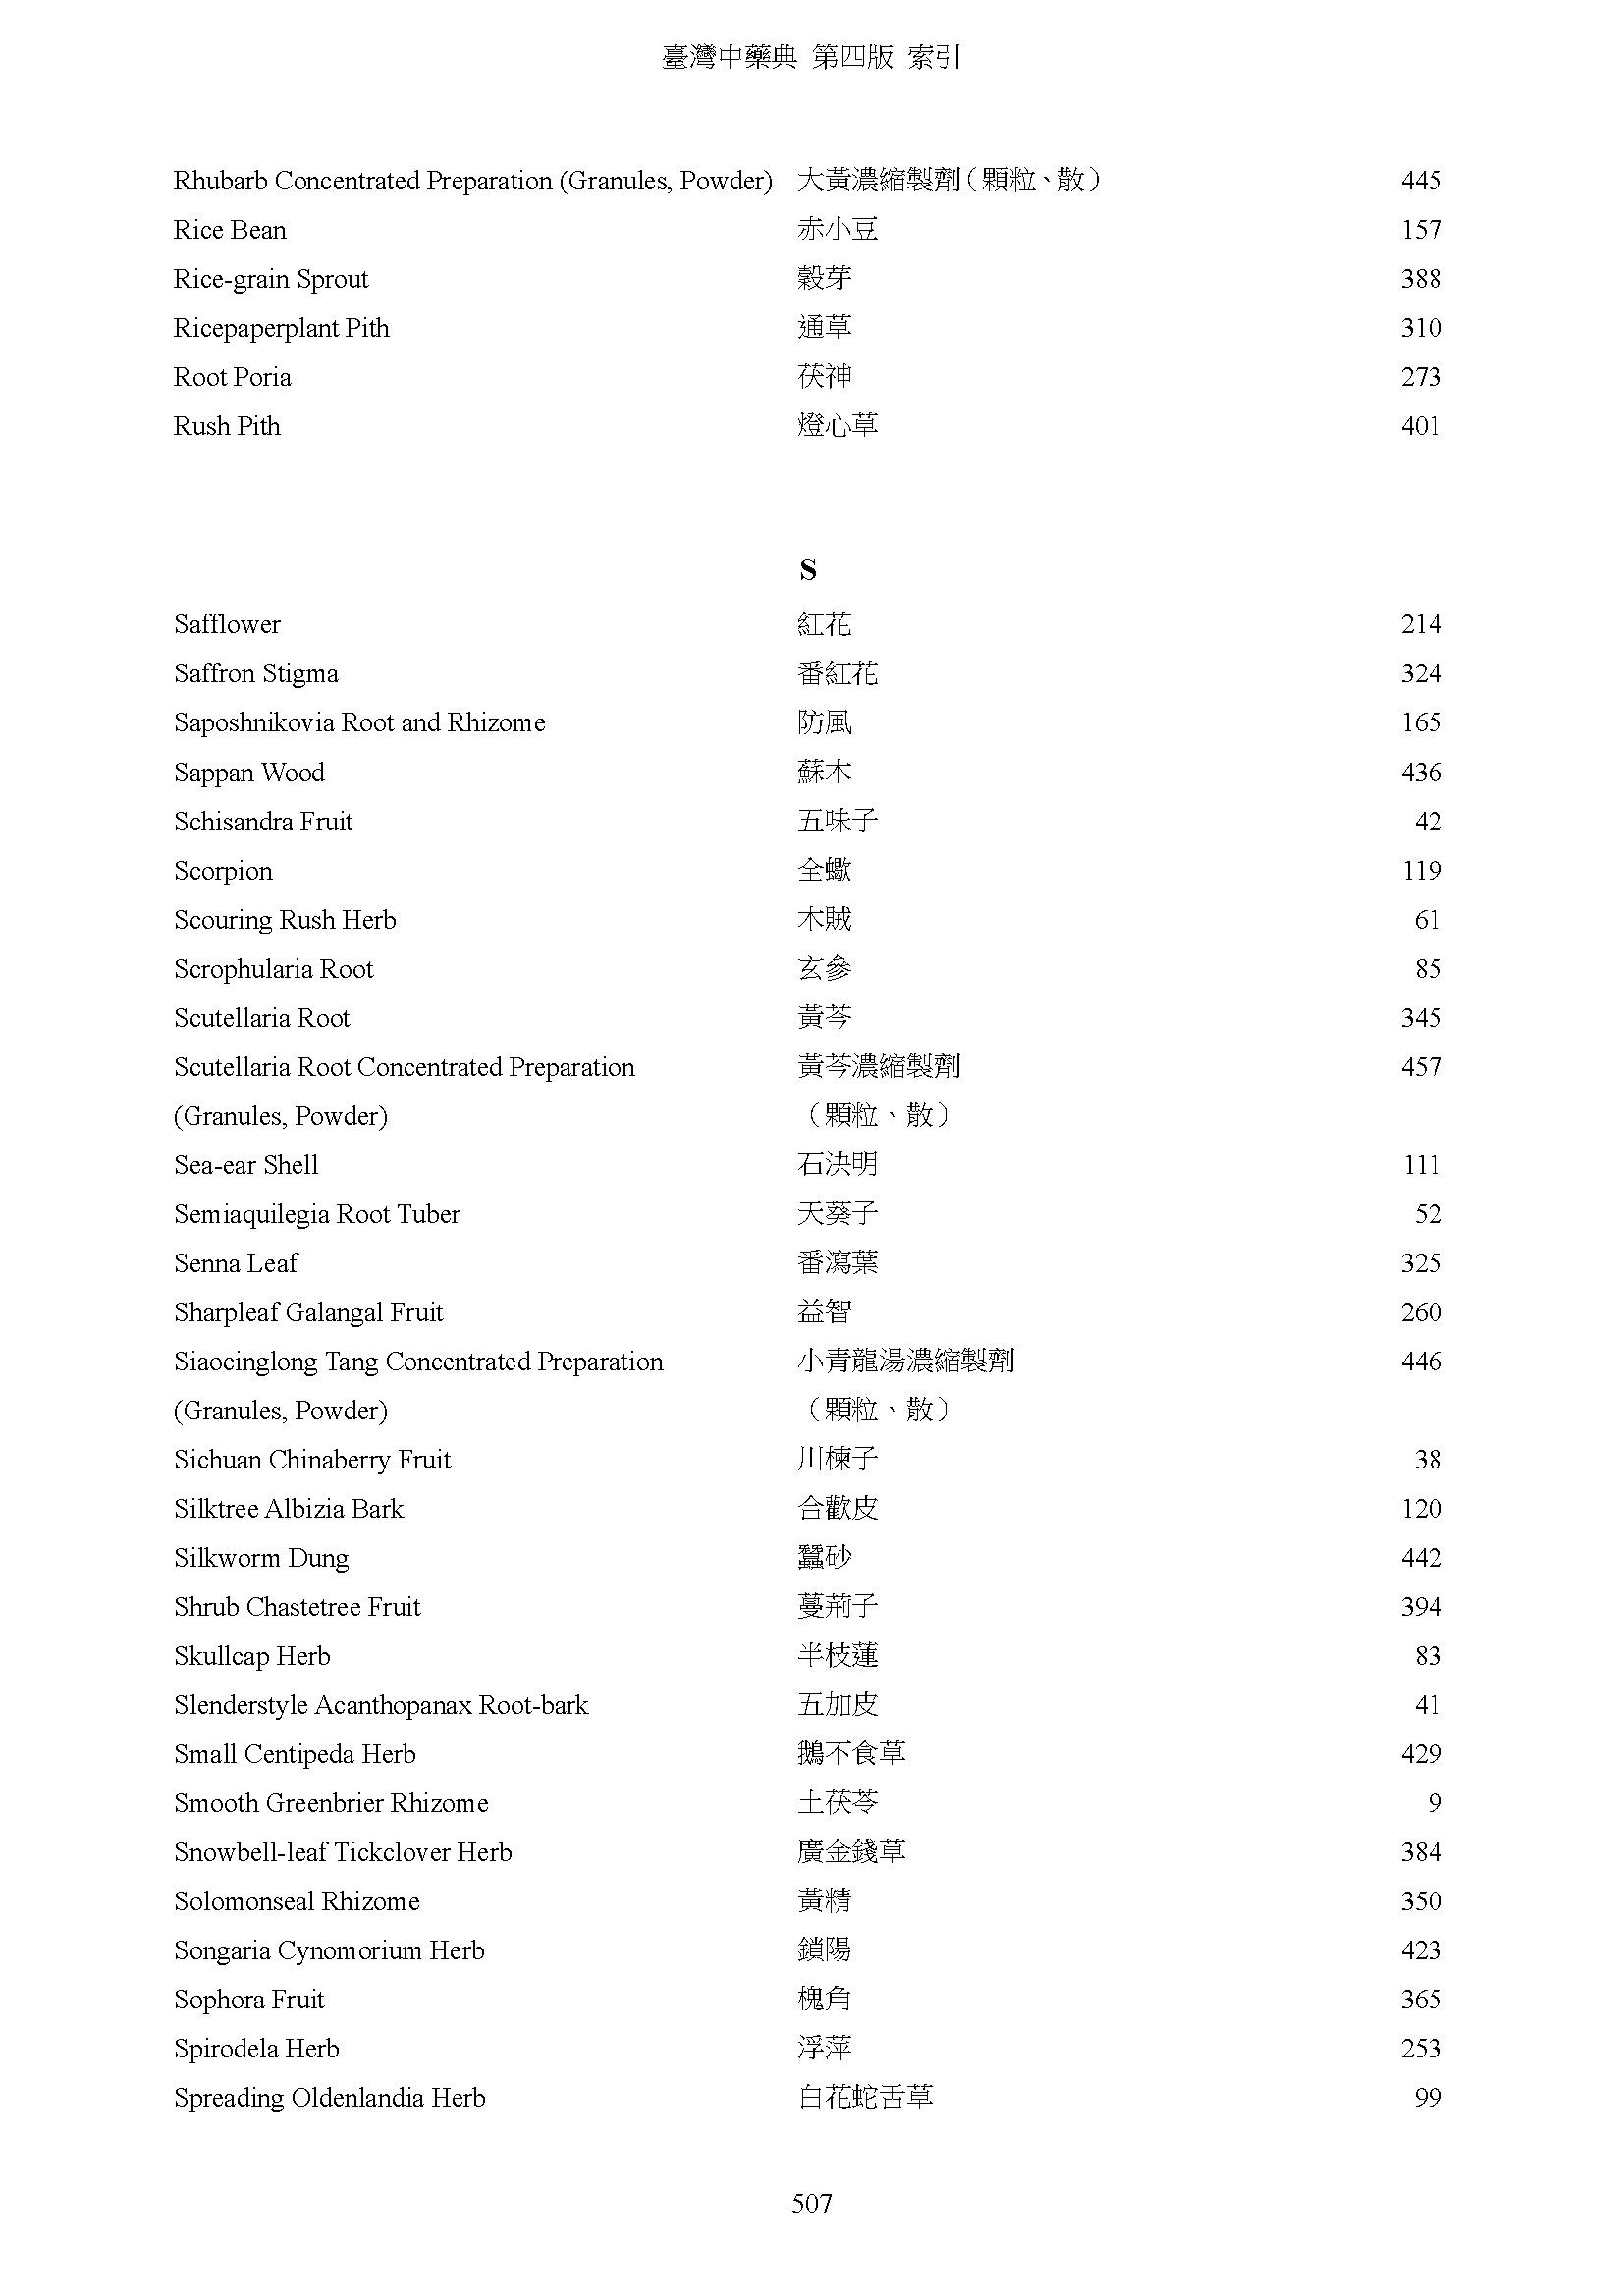 臺灣中藥典 第四版 索引
Rhubarb Concentrated Preparation (Granules, Powder) 大黃濃縮製劑（顆粒、散） 445
Rice Bean 赤小豆 157
Rice-grain Sprout 穀芽 388
Ricepaperplant Pith 通草 310
Root Poria 茯神 273
Rush Pith 燈心草 401
S
Safflower 紅花 214
Saffron Stigma 番紅花 324
Saposhnikovia Root and Rhizome 防風 165
Sappan Wood 蘇木 436
Schisandra Fruit 五味子 42
Scorpion 全蠍 119
Scouring Rush Herb 木賊 61
Scrophularia Root 玄參 85
Scutellaria Root 黃芩 345
Scutellaria Root Concentrated Preparation 黃芩濃縮製劑 457
(Granules, Powder) （顆粒、散）
Sea-ear Shell 石決明 111
Semiaquilegia Root Tuber 天葵子 52
Senna Leaf 番瀉葉 325
Sharpleaf Galangal Fruit 益智 260
Siaocinglong Tang Concentrated Preparation 小青龍湯濃縮製劑 446
(Granules, Powder) （顆粒、散）
Sichuan Chinaberry Fruit 川楝子 38
Silktree Albizia Bark 合歡皮 120
Silkworm Dung 蠶砂 442
Shrub Chastetree Fruit 蔓荊子 394
Skullcap Herb 半枝蓮 83
Slenderstyle Acanthopanax Root-bark 五加皮 41
Small Centipeda Herb 鵝不食草 429
Smooth Greenbrier Rhizome 土茯苓 9
Snowbell-leaf Tickclover Herb 廣金錢草 384
Solomonseal Rhizome 黃精 350
Songaria Cynomorium Herb 鎖陽 423
Sophora Fruit 槐角 365
Spirodela Herb 浮萍 253
Spreading Oldenlandia Herb 白花蛇舌草 99
507